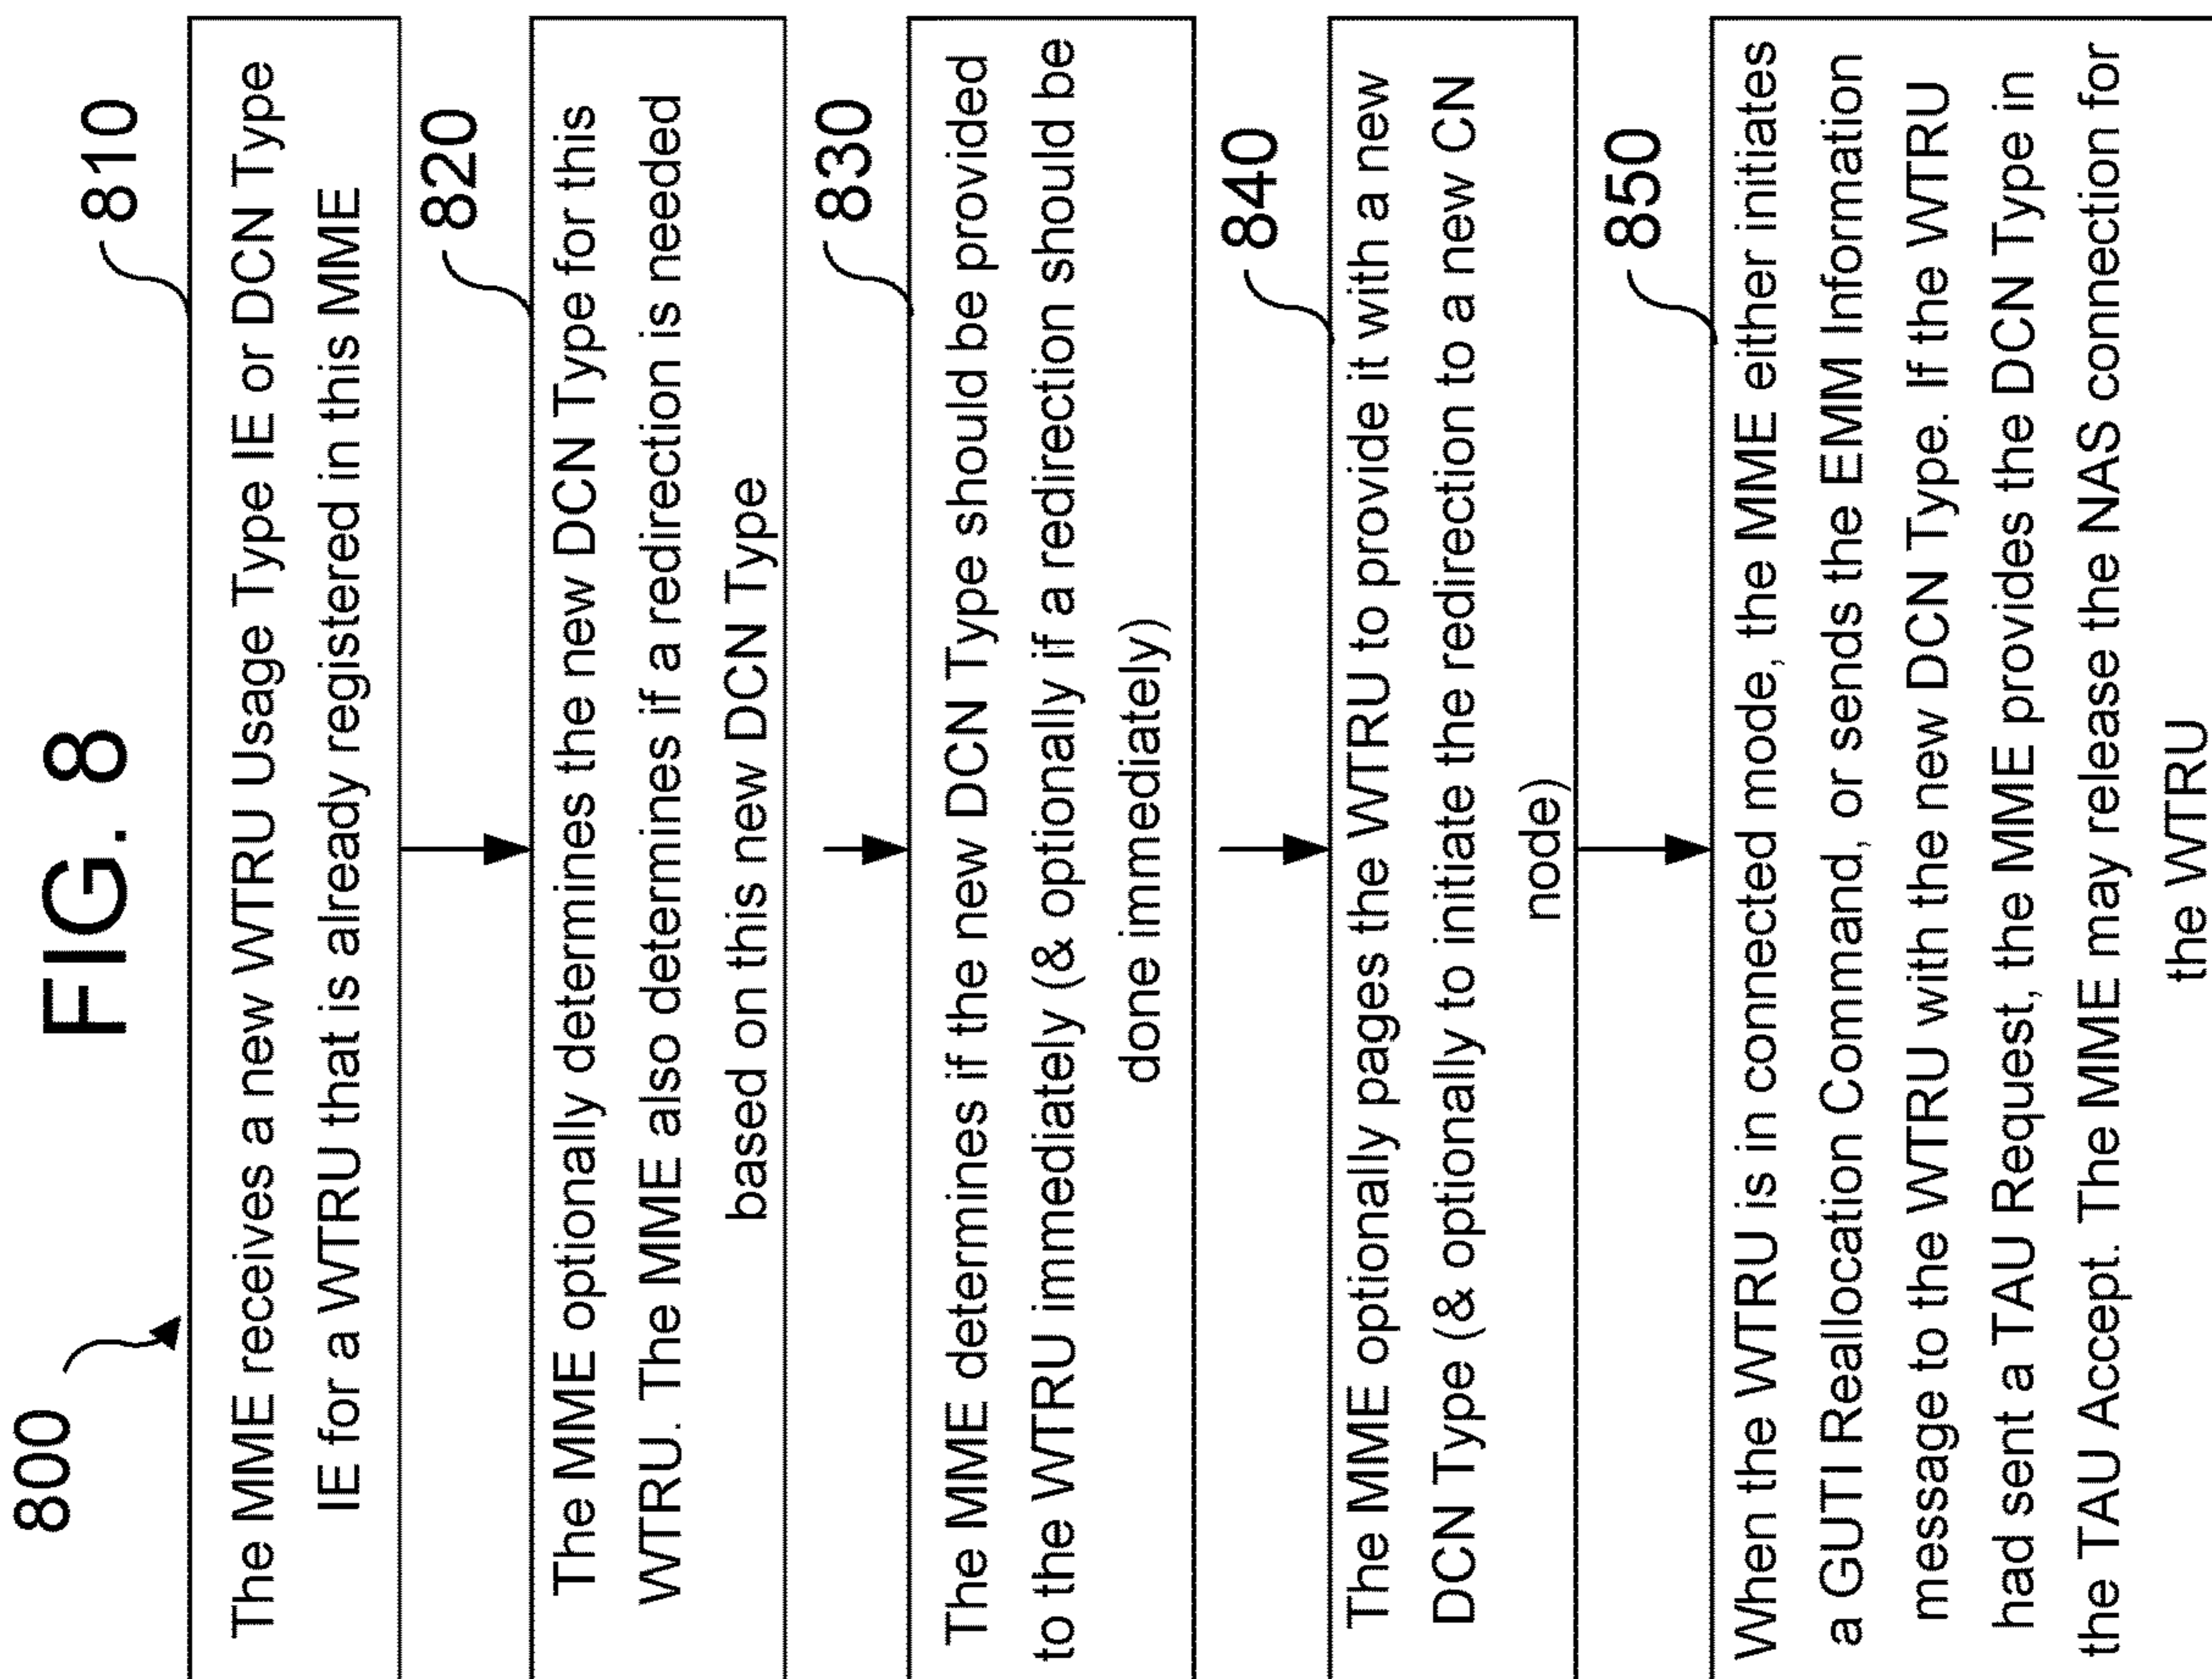 FIG. 8
800
810
The MME receives a new WTRU Usage Type IE or DCN Type
IE for a WTRU that is already registered in this MME
820
The MME optionally determines the new DCN Type for this
WTRU. The MME also determines if a redirection is needed
based on this new DCN Type
830
The MME determines if the new DCN Type should be provided
to the WTRU immediately (& optionally if a redirection should be
done immediately)
840
The MME optionally pages the WTRU to provide it with a new
DCN Type (& optionally to initiate the redirection to a new CN
node)
850
When the WTRU is in connected mode, the MME either initiates
a GUTI Reallocation Command, or sends the EMM Information
message to the WTRU with the new DCN Type. If the WTRU
had sent a TAU Request, the MME provides the DCN Type in
the TAU Accept. The MME may release the NAS connection for
the WTRU